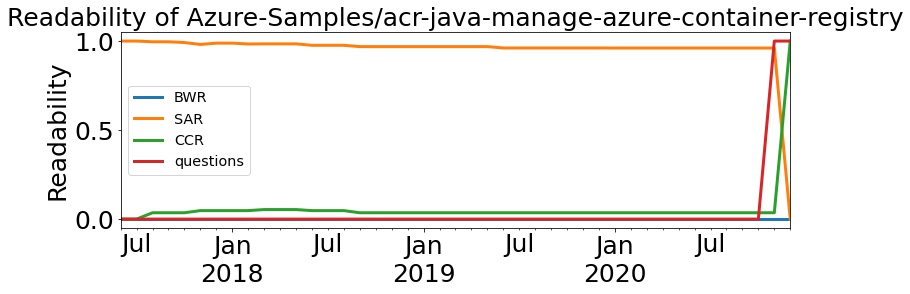 Readability of Azure-Samples/acr-java-manage-azure-container-registry
Readability
1.0
0.5
0.0
BWR
SAR
CCR
questions
Jul Jan Jul Jan Jul Jan Jul
2018 2019 2020